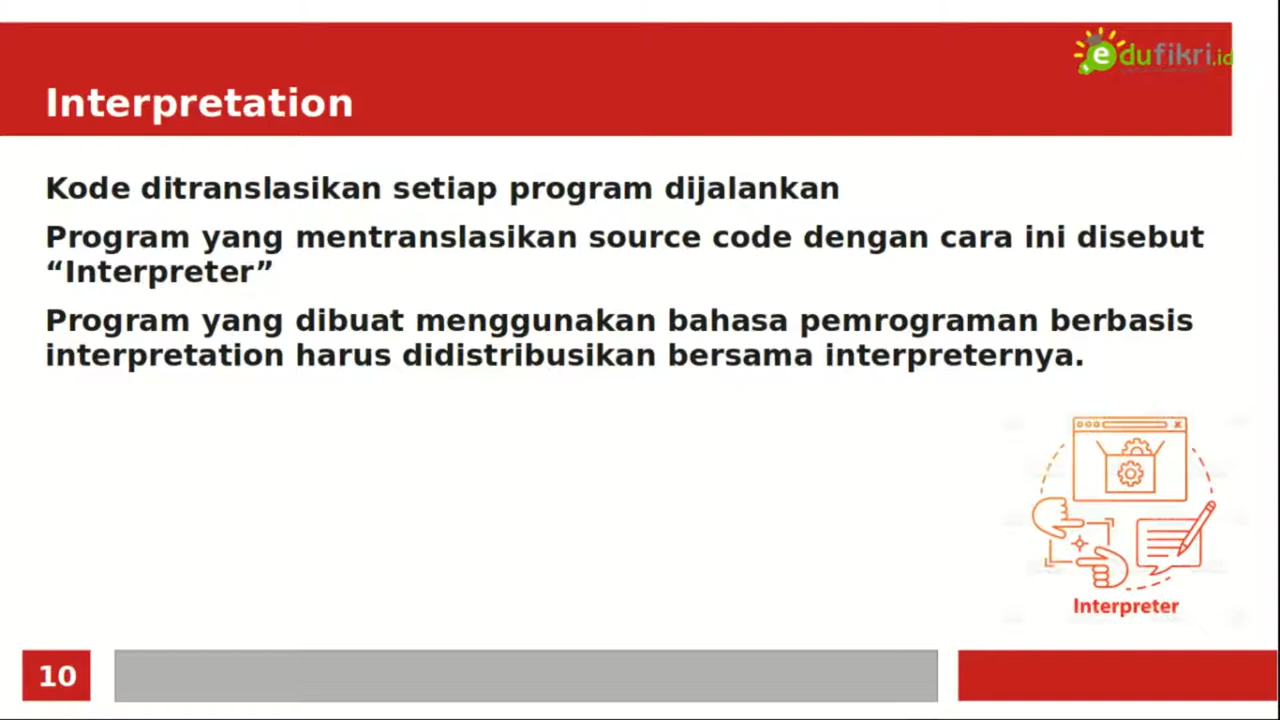 edufikri.id
Interpretation
Kode ditranslasikan setiap program dijalankan
Program yang mentranslasikan source code dengan cara ini disebut
“Interpreter”
Program yang dibuat menggunakan bahasa pemrograman berbasis
interpretation harus didistribusikan bersama interpreternya.
Interpreter
10